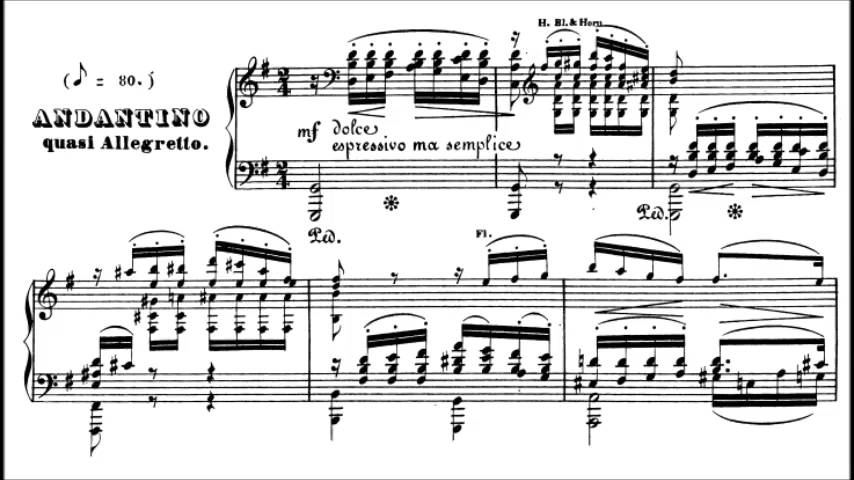 H. Bl. & Horn
(♪ = 80.)
ANDANTINO
quasi Allegretto.
mf dolce
espressivo ma semplice
Ped.
Ped.
Fl.